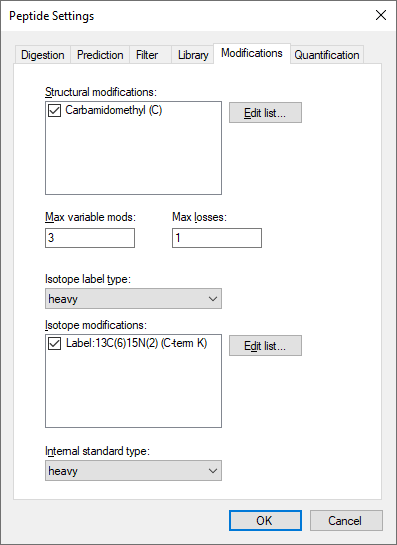 Peptide Settings
Digestion Prediction Filter Library Modifications Quantification
Structural modifications:
Carbamidomethyl (C)
Edit list...
Max variable mods: Max losses:
3 1
Isotope label type:
heavy
Isotope modifications:
Label:13C(6)15N(2) (C-term K)
Edit list...
Internal standard type:
heavy
OK Cancel